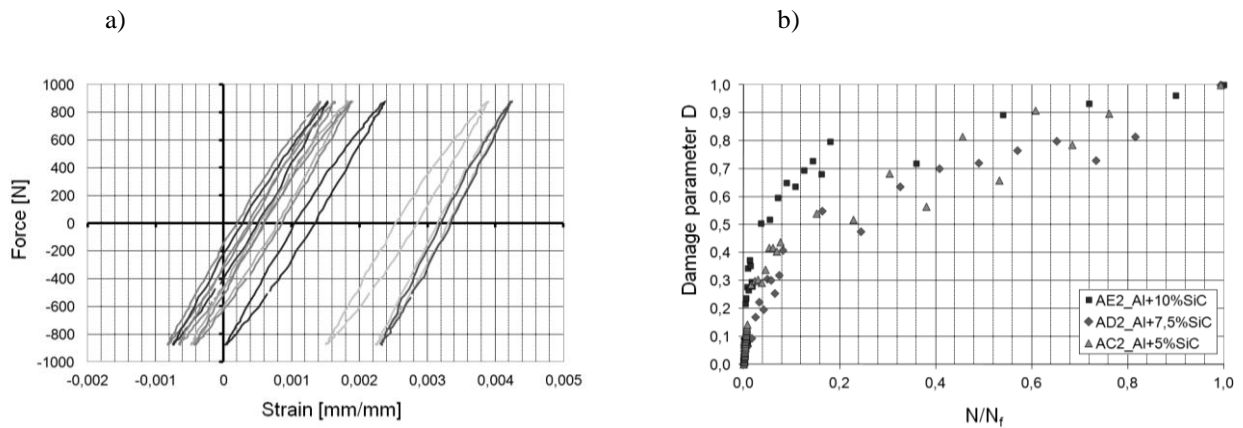 a)
b)
Force [N]
1000
800
600
400
200
0
-200
-400
-600
-800
-1000
-0,002 -0,001 0 0,001 0,002 0,003 0,004 0,005
Strain [mm/mm]
Damage parameter D
1,0
0,9
0,8
0,7
0,6
0,5
0,4
0,3
0,2
0,1
0,0
0,0 0,2 0,4 0,6 0,8 1,0
N/Nf
AE2_Al+10%SiC
AD2_Al+7,5%SiC
AC2_Al+5%SiC